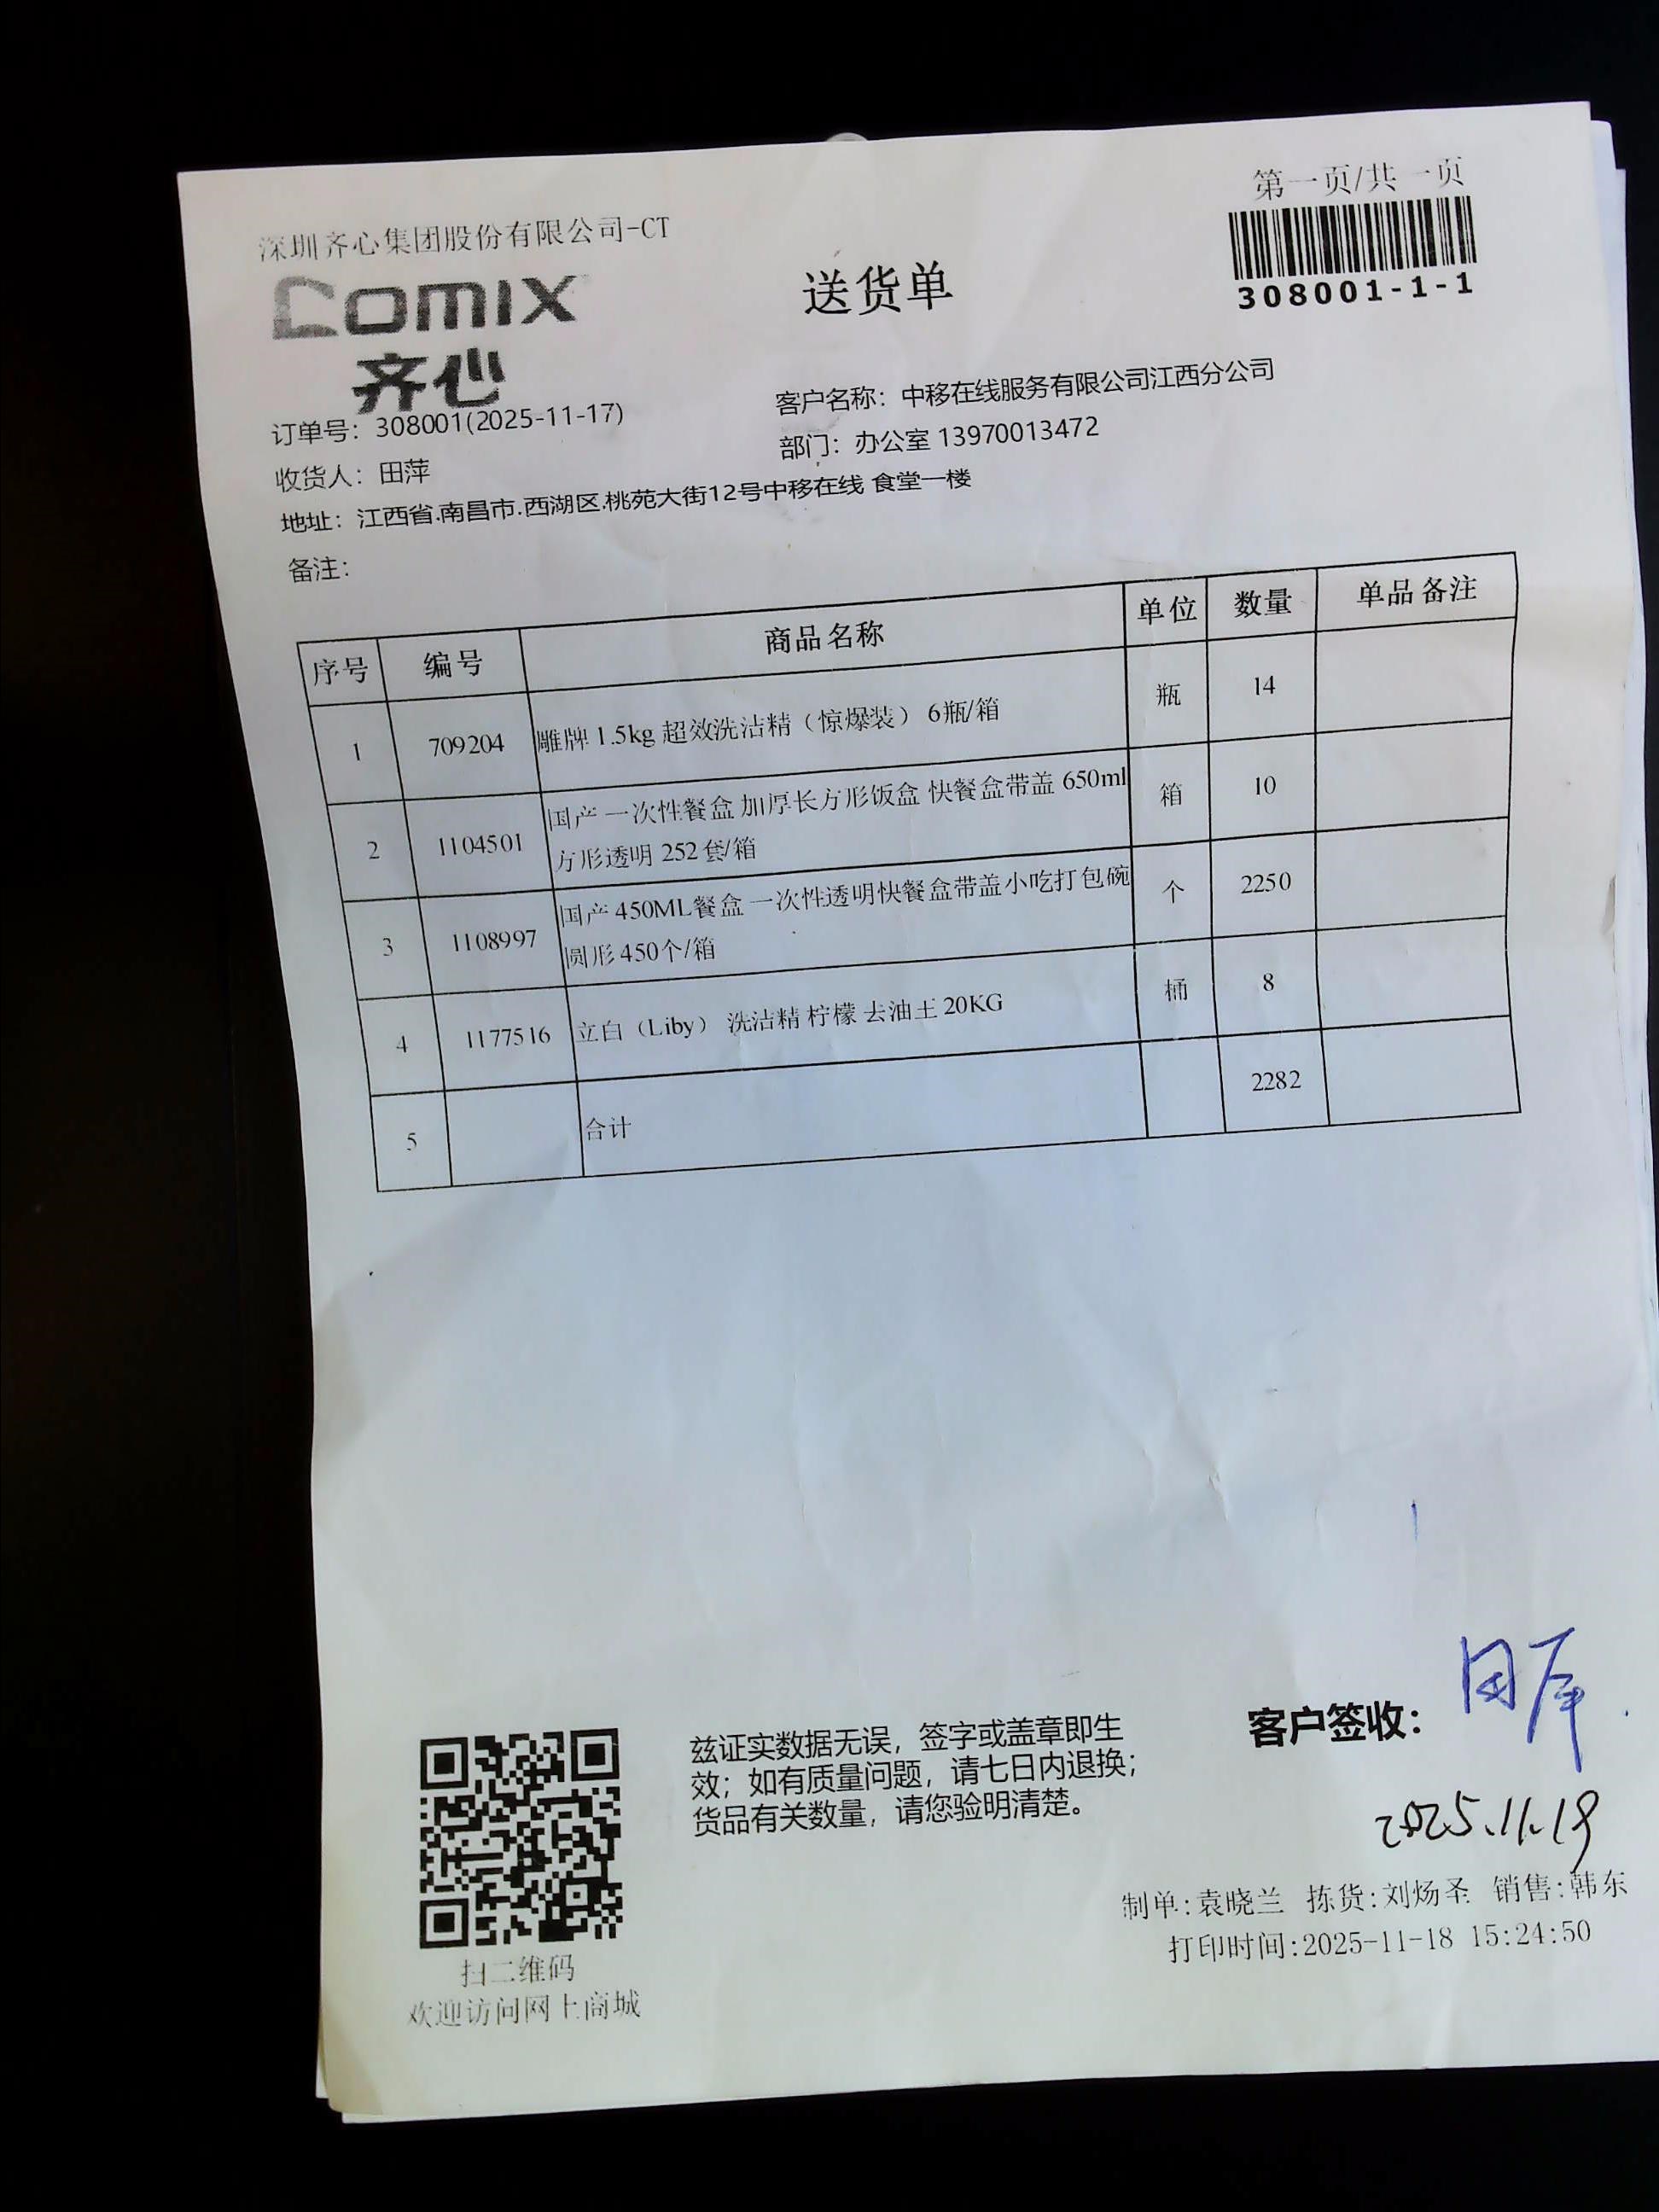 第一页/共一页
深圳齐心集团股份有限公司-CT
comix
齐心
送货单
308001-1-1
订单号：308001(2025-11-17)
客户名称：中移在线服务有限公司江西分公司
收货人：田萍
部门：办公室 13970013472
地址：江西省.南昌市.西湖区.桃苑大街12号中移在线 食堂一楼
备注：
序号 编号 商品名称 单位 数量 单品备注
1 709204 雕牌 1.5kg 超效洗洁精（惊爆装） 6瓶/箱 瓶 14
2 1104501 国产 一次性餐盒 加厚长方形饭盒 快餐盒带盖 650ml 箱 10
方形透明 252 套/箱
3 1108997 国产 450ML餐盒 一次性透明快餐盒带盖小吃打包碗 个 2250
圆形 450个/箱
4 1177516 立白（Liby） 洗洁精 柠檬 去油王 20KG 桶 8
5 合计 2282
兹证实数据无误，签字或盖章即生
效；如有质量问题，请七日内退换；
货品有关数量，请您验明清楚。
客户签收：
2025.11.19
制单:袁晓兰 拣货:刘炀圣 销售:韩东
打印时间:2025-11-18 15:24:50
扫二维码
欢迎访问网上商城